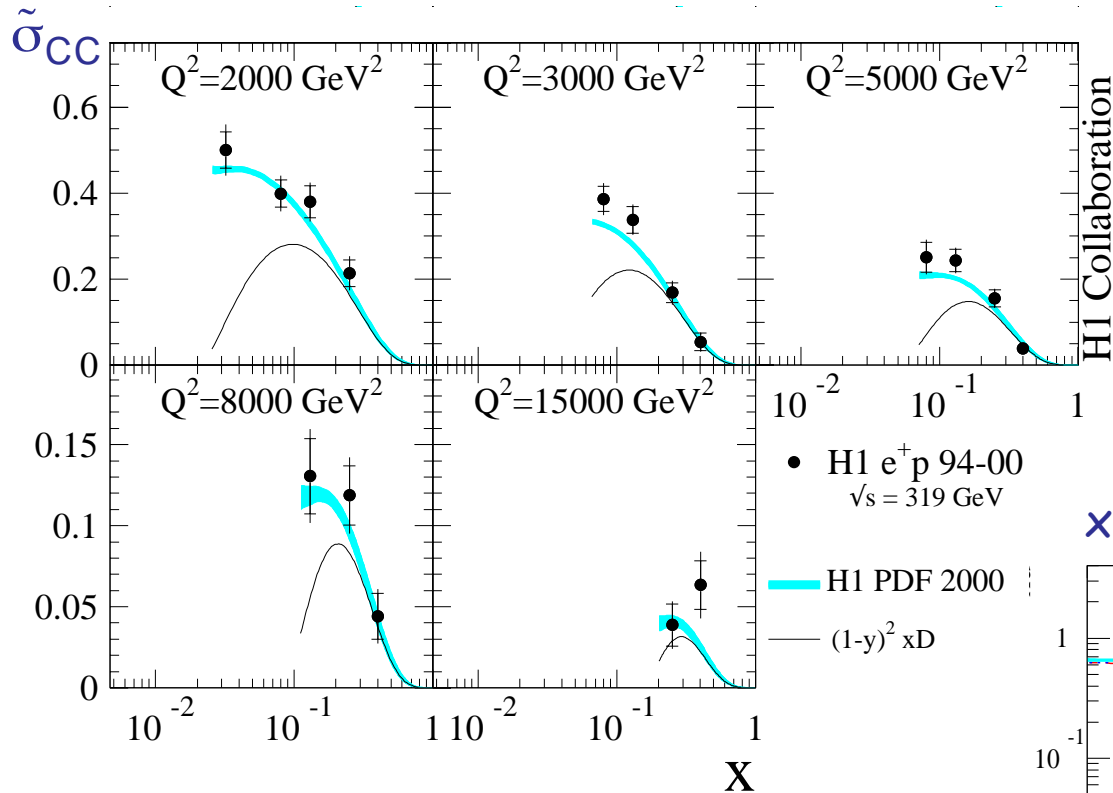 σ̃CC
Q²=2000 GeV²
Q²=3000 GeV²
Q²=5000 GeV²
0.6
0.4
0.2
0
H1 Collaboration
10⁻² 10⁻¹ 1
Q²=8000 GeV²
Q²=15000 GeV²
0.15
0.1
0.05
0
10⁻² 10⁻¹ 1 10⁻² 10⁻¹ 1
x
H1 e⁺p 94-00
√s = 319 GeV
H1 PDF 2000
(1-y)² xD
x
1
10⁻¹